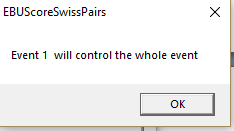 EBUScoreSwissPairs
Event 1  will control the whole event
OK